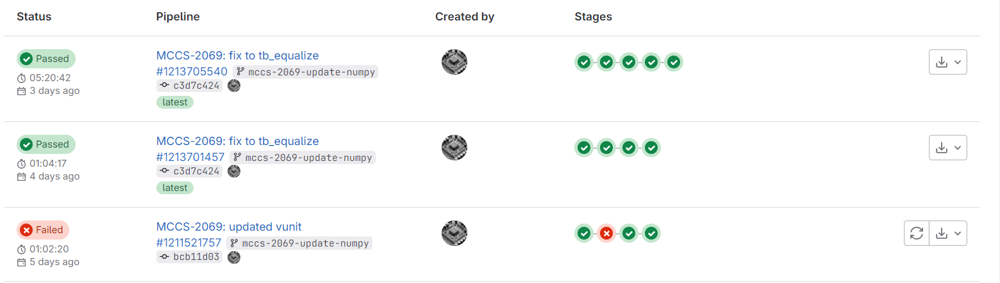 Status Pipeline Created by Stages
Passed
05:20:42
3 days ago
MCCS-2069: fix to tb_equalize
#1213705540 mccs-2069-update-numpy
c3d7c424
latest
Passed
01:04:17
4 days ago
MCCS-2069: fix to tb_equalize
#1213701457 mccs-2069-update-numpy
c3d7c424
latest
Failed
01:02:20
5 days ago
MCCS-2069: updated vunit
#1211521757 mccs-2069-update-numpy
bcb11d03